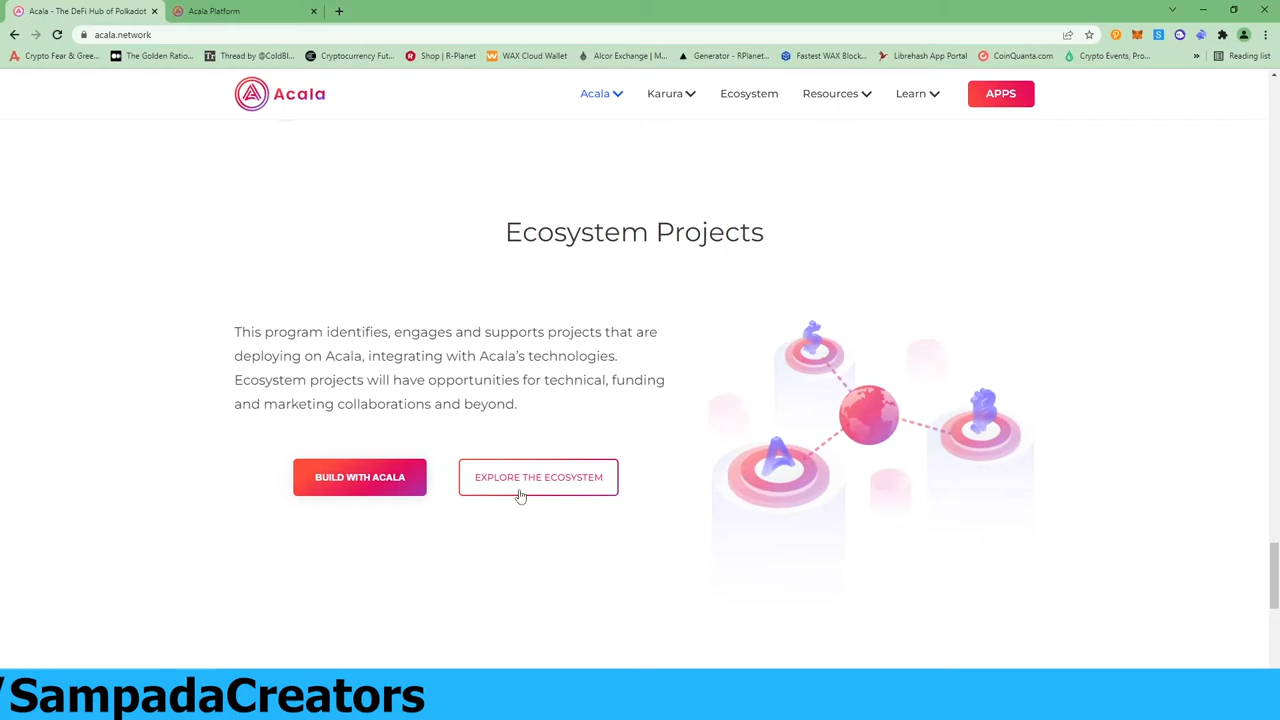 Acala - The DeFi Hub of Polkadot
Acala Platform
acala.network
Crypto Fear & Gree...
The Golden Ratio...
Thread by @ColdBl...
Cryptocurrency Fut...
Shop | R-Planet
WAX Cloud Wallet
Alcor Exchange | M...
Generator - RPlanet...
Fastest WAX Block...
Librehash App Portal
CoinQuanta.com
Crypto Events, Pro...
Reading list
Acala
Acala
Karura
Ecosystem
Resources
Learn
APPS
Ecosystem Projects
This program identifies, engages and supports projects that are
deploying on Acala, integrating with Acala's technologies.
Ecosystem projects will have opportunities for technical, funding
and marketing collaborations and beyond.
BUILD WITH ACALA
EXPLORE THE ECOSYSTEM
/SampadaCreators